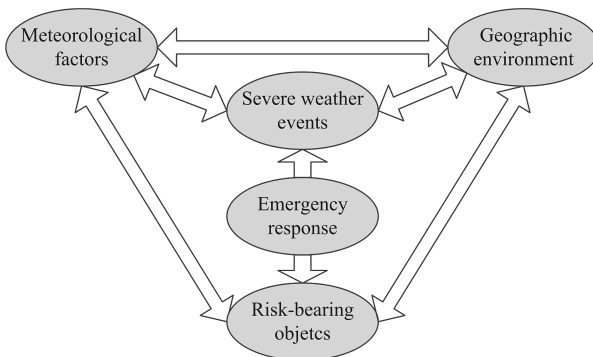 Meteorological
factors
Geographic
environment
Severe weather
events
Emergency
response
Risk-bearing
objetcs